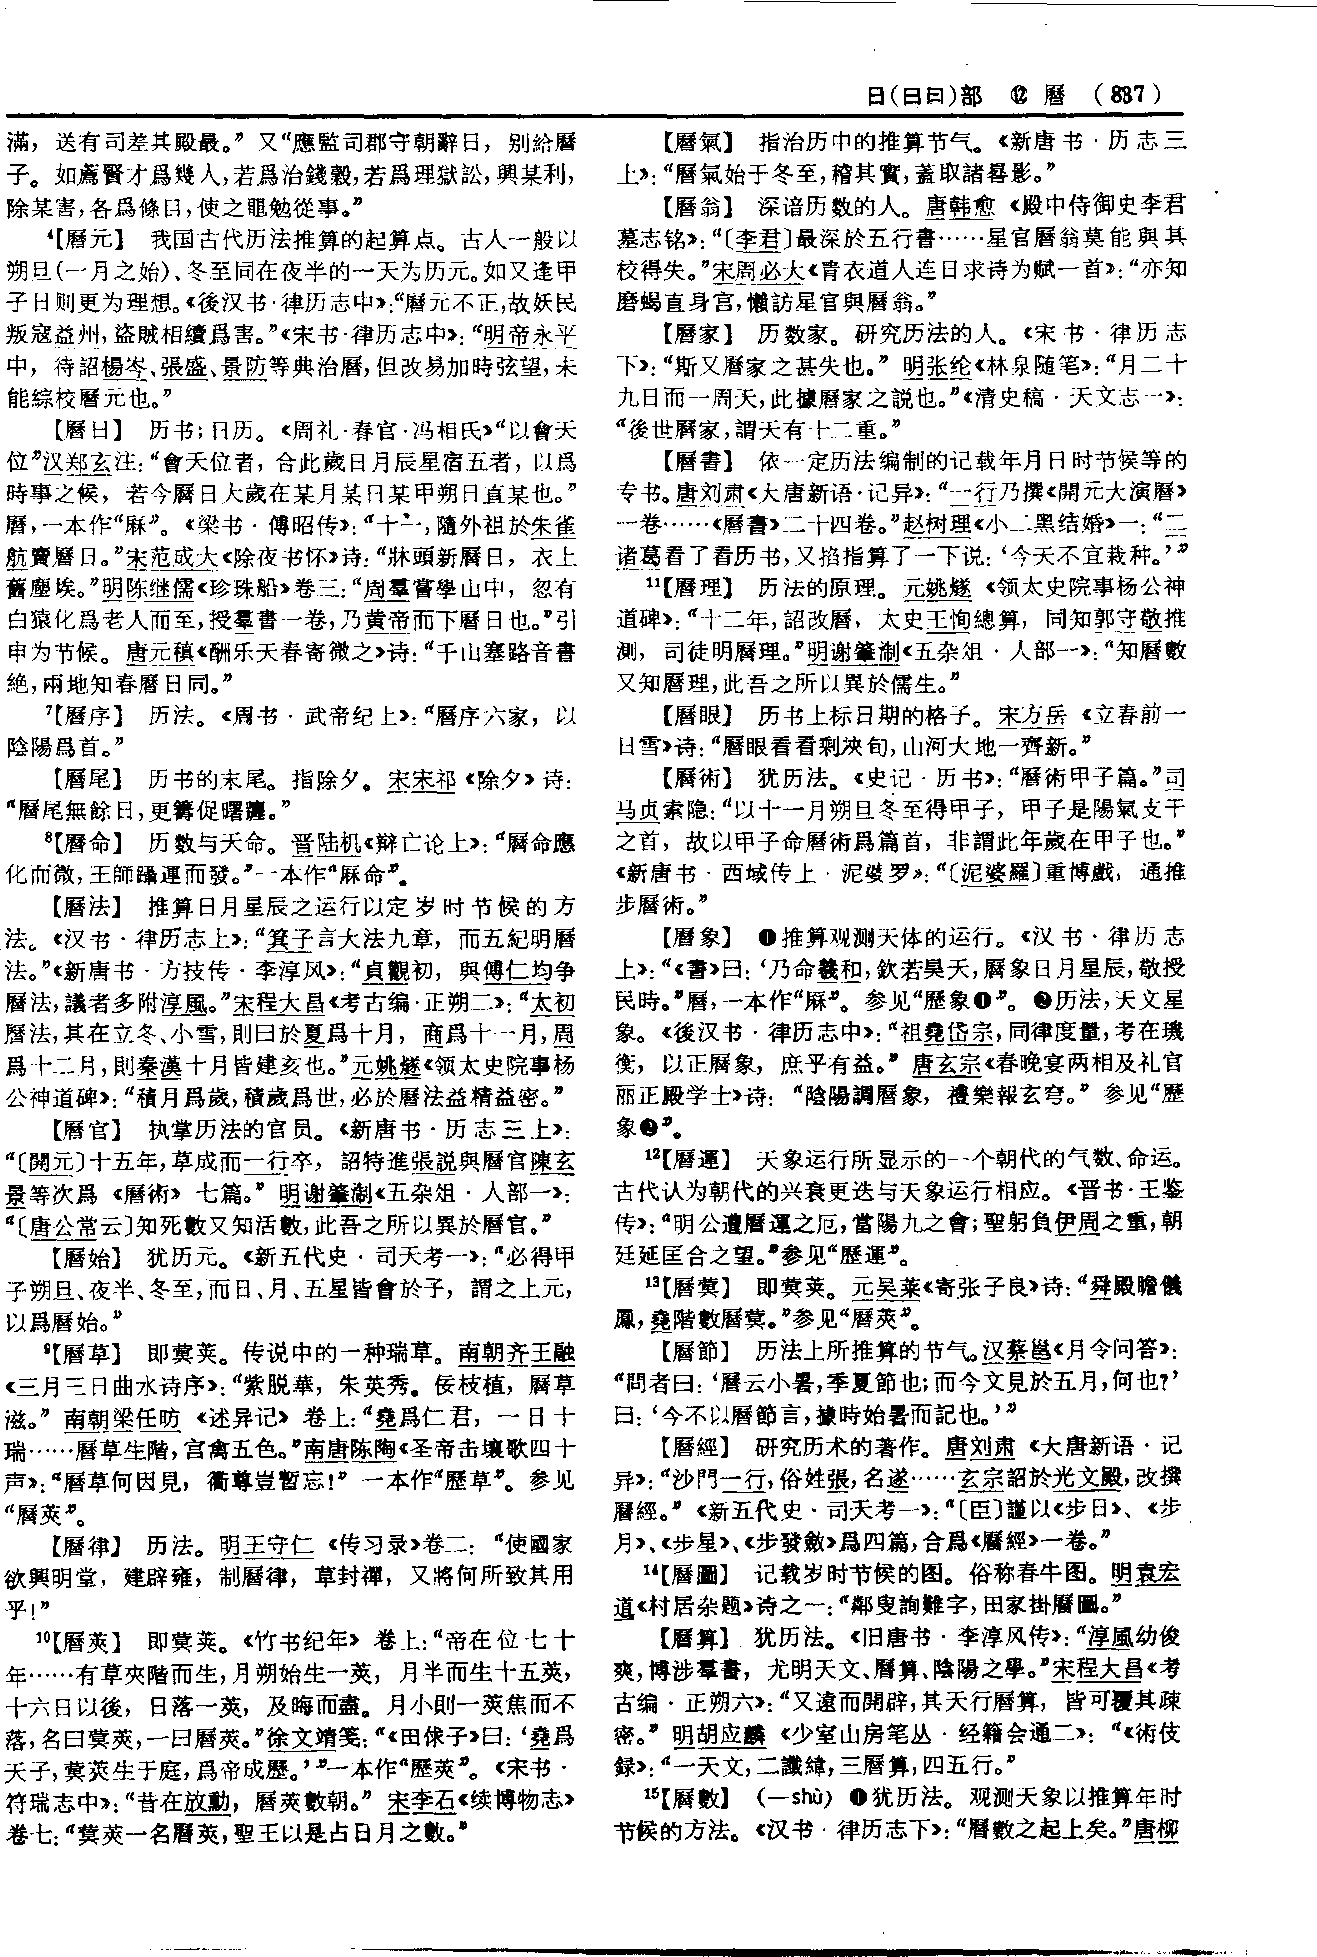 日(日曰)部 ⑫ 曆 (837)
滿，送有司差其殿最。”又“應監司郡守朝辭日，别給曆
子。如薦賢才爲幾人，若爲治錢穀，若爲理獄訟，興某利，
除某害，各爲條目，使之黽勉從事。”
⁴【曆元】 我国古代历法推算的起算点。古人一般以
朔旦(一月之始)、冬至同在夜半的一天为历元。如又逢甲
子日则更为理想。《後汉书·律历志中》：“曆元不正，故妖民
叛寇益州，盜賊相續爲害。”《宋书·律历志中》：“明帝永平
中，待詔楊岑、張盛、景防等典治曆，但改易加時弦望，未
能綜校曆元也。”
【曆日】 历书；日历。《周礼·春官·冯相氏》“以會天
位”汉郑玄注：“會天位者，合此歲日月辰星宿五者，以爲
時事之候，若今曆日大歲在某月某日某甲朔日直某也。”
曆，一本作“厤”。《梁书·傅昭传》：“十一，隨外祖於朱雀
航賣曆日。”宋范成大《除夜书怀》诗：“牀頭新曆日，衣上
舊塵埃。”明陈继儒《珍珠船》卷三：“周羣嘗學山中，忽有
白猿化爲老人而至，授羣書一卷，乃黄帝而下曆日也。”引
申为节候。唐元稹《酬乐天春寄微之》诗：“千山塞路音書
絶，兩地知春曆日同。”
⁷【曆序】 历法。《周书·武帝纪上》：“曆序六家，以
陰陽爲首。”
【曆尾】 历书的末尾。指除夕。宋宋祁《除夕》诗：
“曆尾無餘日，更籌促曙籤。”
⁸【曆命】 历数与天命。晋陆机《辩亡论上》：“曆命應
化而微，王師躡運而發。”一本作“厤命”。
【曆法】 推算日月星辰之运行以定岁时节候的方
法。《汉书·律历志上》：“箕子言大法九章，而五紀明曆
法。”《新唐书·方技传·李淳风》：“貞觀初，與傅仁均争
曆法，議者多附淳風。”宋程大昌《考古编·正朔二》：“太初
曆法，其在立冬、小雪，則曰於夏爲十月，商爲十一月，周
爲十二月，則秦漢十月皆建亥也。”元姚燧《领太史院事杨
公神道碑》：“積月爲歲，積歲爲世，必於曆法益精益密。”
【曆官】 执掌历法的官员。《新唐书·历志三上》：
“〔開元〕十五年，草成而一行卒，詔特進張説與曆官陳玄
景等次爲《曆術》七篇。”明谢肇淛《五杂俎·人部一》：
“〔唐公常云〕知死數又知活數，此吾之所以異於曆官。”
【曆始】 犹历元。《新五代史·司天考一》：“必得甲
子朔旦、夜半、冬至，而日、月、五星皆會於子，謂之上元，
以爲曆始。”
⁹【曆草】 即蓂荚。传说中的一种瑞草。南朝齐王融
《三月三日曲水诗序》：“紫脱華，朱英秀。佞枝植，曆草
滋。”南朝梁任昉《述异记》卷上：“堯爲仁君，一日十
瑞……曆草生階，宫禽五色。”南唐陈陶《圣帝击壤歌四十
声》：“曆草何因見，衢尊豈暫忘！”一本作“歷草”。参见
“曆莢”。
【曆律】 历法。明王守仁《传习录》卷二：“使國家
欲興明堂，建辟雍，制曆律，草封禪，又將何所致其用
乎！”
¹⁰【曆莢】 即蓂荚。《竹书纪年》卷上：“帝在位七十
年……有草夾階而生，月朔始生一莢，月半而生十五莢，
十六日以後，日落一莢，及晦而盡。月小則一莢焦而不
落，名曰蓂莢，一曰曆莢。”徐文靖箋：“《田俅子》曰：‘堯爲
天子，蓂莢生于庭，爲帝成歷。’”一本作“歷莢”。《宋书·
符瑞志中》：“昔在放勳，曆莢數朝。”宋李石《续博物志》
卷七：“蓂莢一名曆莢，聖王以是占日月之數。”
【曆氣】 指治历中的推算节气。《新唐书·历志三
上》：“曆氣始于冬至，稽其實，蓋取諸晷影。”
【曆翁】 深谙历数的人。唐韩愈《殿中侍御史李君
墓志铭》：“〔李君〕最深於五行書……星官曆翁莫能與其
校得失。”宋周必大《青衣道人连日求诗为赋一首》：“亦知
磨蝎直身宫，懶訪星官與曆翁。”
【曆家】 历数家。研究历法的人。《宋书·律历志
下》：“斯又曆家之甚失也。”明张纶《林泉随笔》：“月二十
九日而一周天，此據曆家之説也。”《清史稿·天文志一》：
“後世曆家，謂天有十二重。”
【曆書】 依一定历法编制的记载年月日时节候等的
专书。唐刘肃《大唐新语·记异》：“一行乃撰《開元大演曆》
一卷……《曆書》二十四卷。”赵树理《小二黑结婚》一：“二
诸葛看了看历书，又掐指算了一下说：‘今天不宜栽种。’”
¹¹【曆理】 历法的原理。元姚燧《领太史院事杨公神
道碑》：“十二年，詔改曆，太史王恂總算，同知郭守敬推
測，司徒明曆理。”明谢肇淛《五杂俎·人部一》：“知曆數
又知曆理，此吾之所以異於儒生。”
【曆眼】 历书上标日期的格子。宋方岳《立春前一
日雪》诗：“曆眼看看剩浹旬，山河大地一齊新。”
【曆術】 犹历法。《史记·历书》：“曆術甲子篇。”司
马贞索隐：“以十一月朔旦冬至得甲子，甲子是陽氣支干
之首，故以甲子命曆術爲篇首，非謂此年歲在甲子也。”
《新唐书·西域传上·泥婆罗》：“〔泥婆羅〕重博戲，通推
步曆術。”
【曆象】 ❶推算观测天体的运行。《汉书·律历志
上》：“《書》曰：‘乃命羲和，欽若昊天，曆象日月星辰，敬授
民時。’”曆，一本作“厤”。参见“歷象❶”。❷历法，天文星
象。《後汉书·律历志中》：“祖堯岱宗，同律度量，考在璣
衡，以正曆象，庶乎有益。”唐玄宗《春晚宴两相及礼官
丽正殿学士》诗：“陰陽調曆象，禮樂報玄穹。”参见“歷
象❷”。
¹²【曆運】 天象运行所显示的一个朝代的气数、命运。
古代认为朝代的兴衰更迭与天象运行相应。《晋书·王鉴
传》：“明公遭曆運之厄，當陽九之會；聖躬負伊周之重，朝
廷延匡合之望。”参见“歷運”。
¹³【曆蓂】 即蓂荚。元吴莱《寄张子良》诗：“舜殿瞻儀
鳳，堯階數曆蓂。”参见“曆莢”。
【曆節】 历法上所推算的节气。汉蔡邕《月令问答》：
“問者曰：‘曆云小暑，季夏節也；而今文見於五月，何也？’
曰：‘今不以曆節言，據時始暑而記也。’”
【曆經】 研究历术的著作。唐刘肃《大唐新语·记
异》：“沙門一行，俗姓張，名遂……玄宗詔於光文殿，改撰
曆經。”《新五代史·司天考一》：“〔臣〕謹以《步日》、《步
月》、《步星》、《步發斂》爲四篇，合爲《曆經》一卷。”
¹⁴【曆圖】 记载岁时节候的图。俗称春牛图。明袁宏
道《村居杂题》诗之一：“鄰叟詢難字，田家掛曆圖。”
【曆算】 犹历法。《旧唐书·李淳风传》：“淳風幼俊
爽，博涉羣書，尤明天文、曆算、陰陽之學。”宋程大昌《考
古编·正朔六》：“又遠而開辟，其天行曆算，皆可覆其疎
密。”明胡应麟《少室山房笔丛·经籍会通二》：“《術伎
録》：“一天文，二讖緯，三曆算，四五行。”
¹⁵【曆數】 (—shù) ❶犹历法。观测天象以推算年时
节候的方法。《汉书·律历志下》：“曆數之起上矣。”唐柳